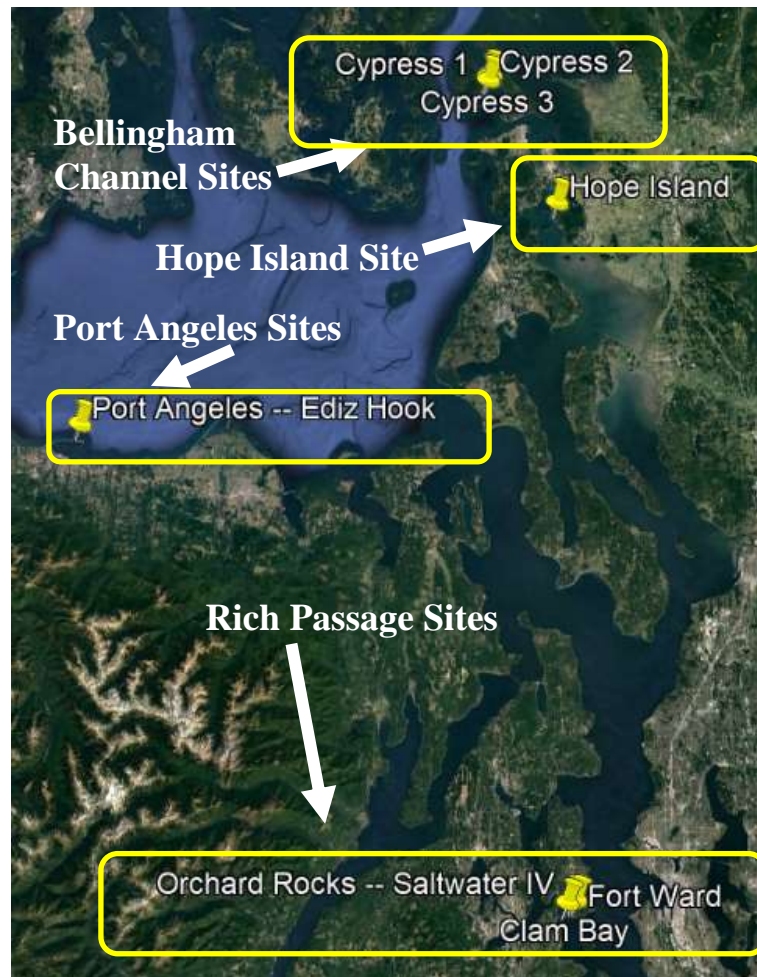 Cypress 1 Cypress 2
Cypress 3
Bellingham
Channel Sites
Hope Island
Hope Island Site
Port Angeles Sites
Port Angeles -- Ediz Hook
Rich Passage Sites
Orchard Rocks -- Saltwater IV Fort Ward
Clam Bay